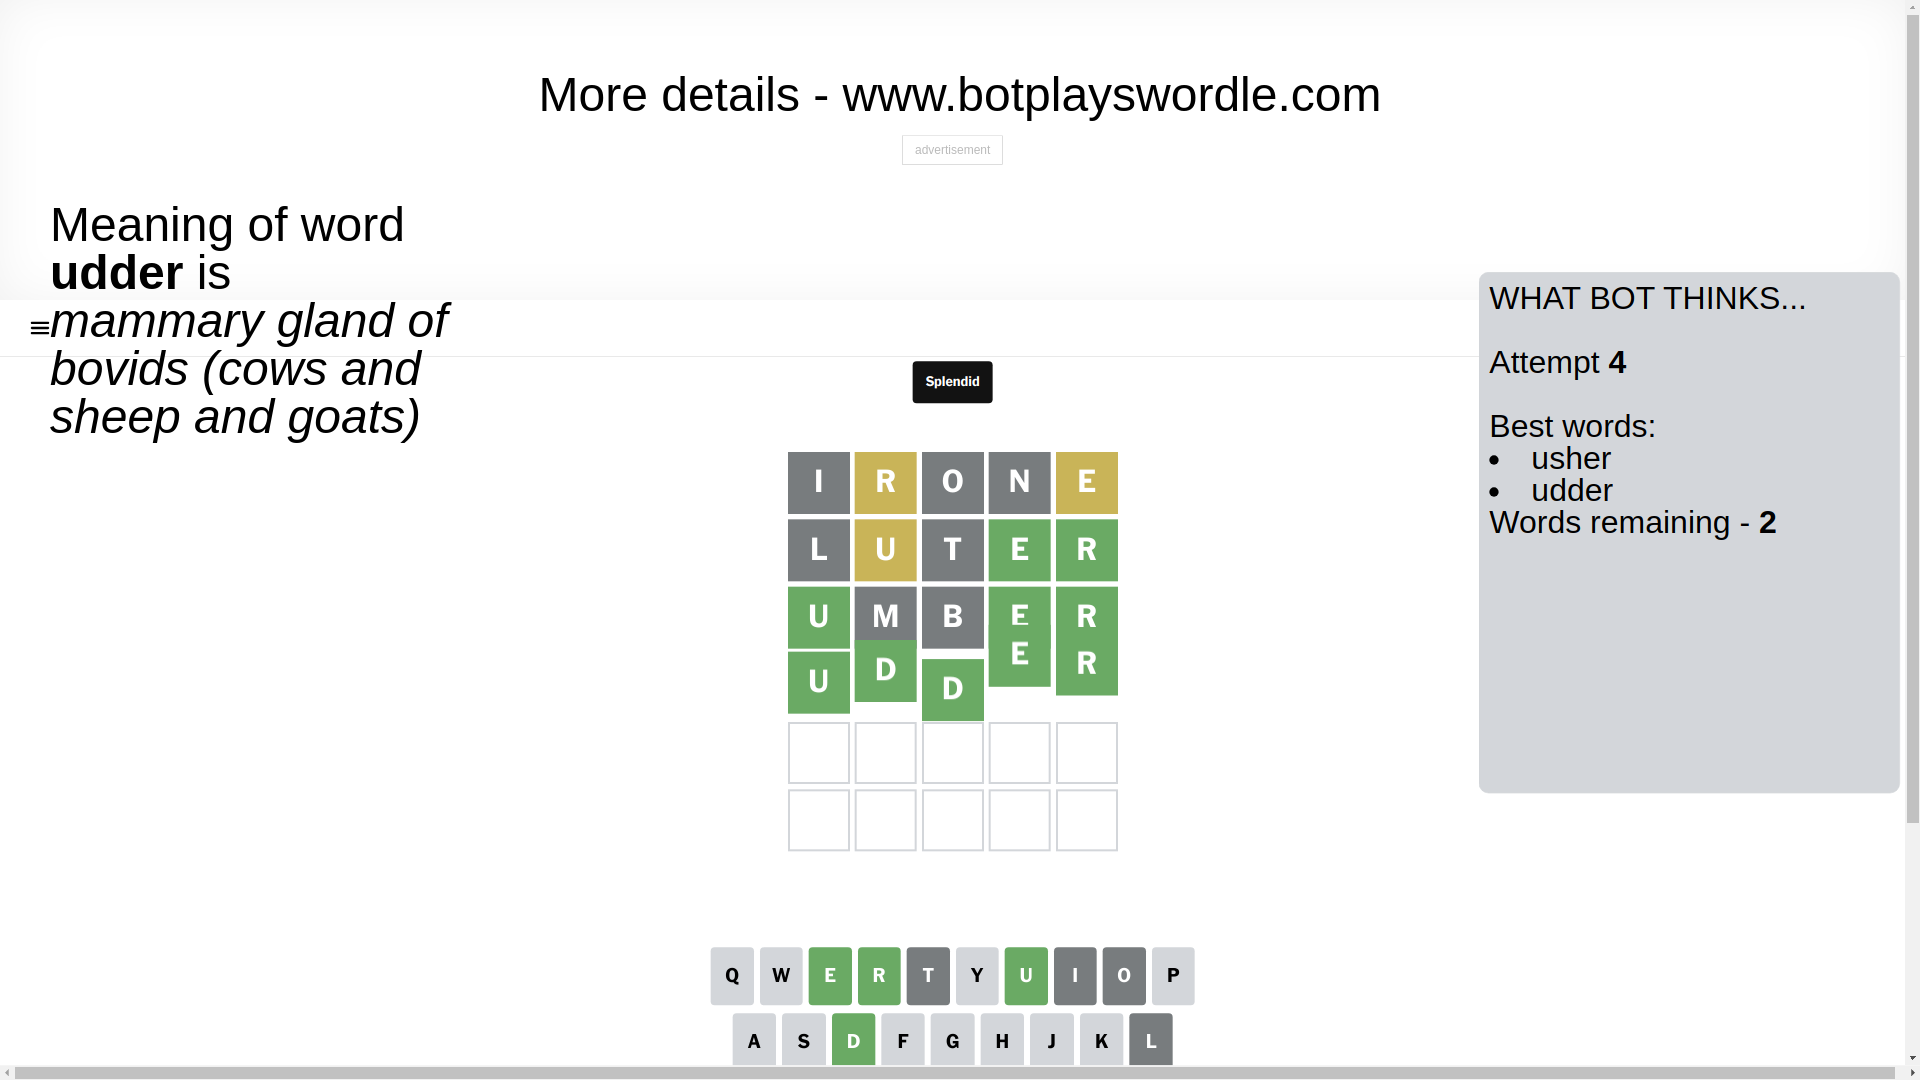 More details - www.botplayswordle.com
advertisement
Meaning of word
udder is
mammary gland of
bovids (cows and
sheep and goats)
WHAT BOT THINKS...
Attempt 4
Best words:
• usher
• udder
Words remaining - 2
Splendid
I R O N E
L U T E R
U M B E R
U D D E R
Q W E R T Y U I O P
A S D F G H J K L